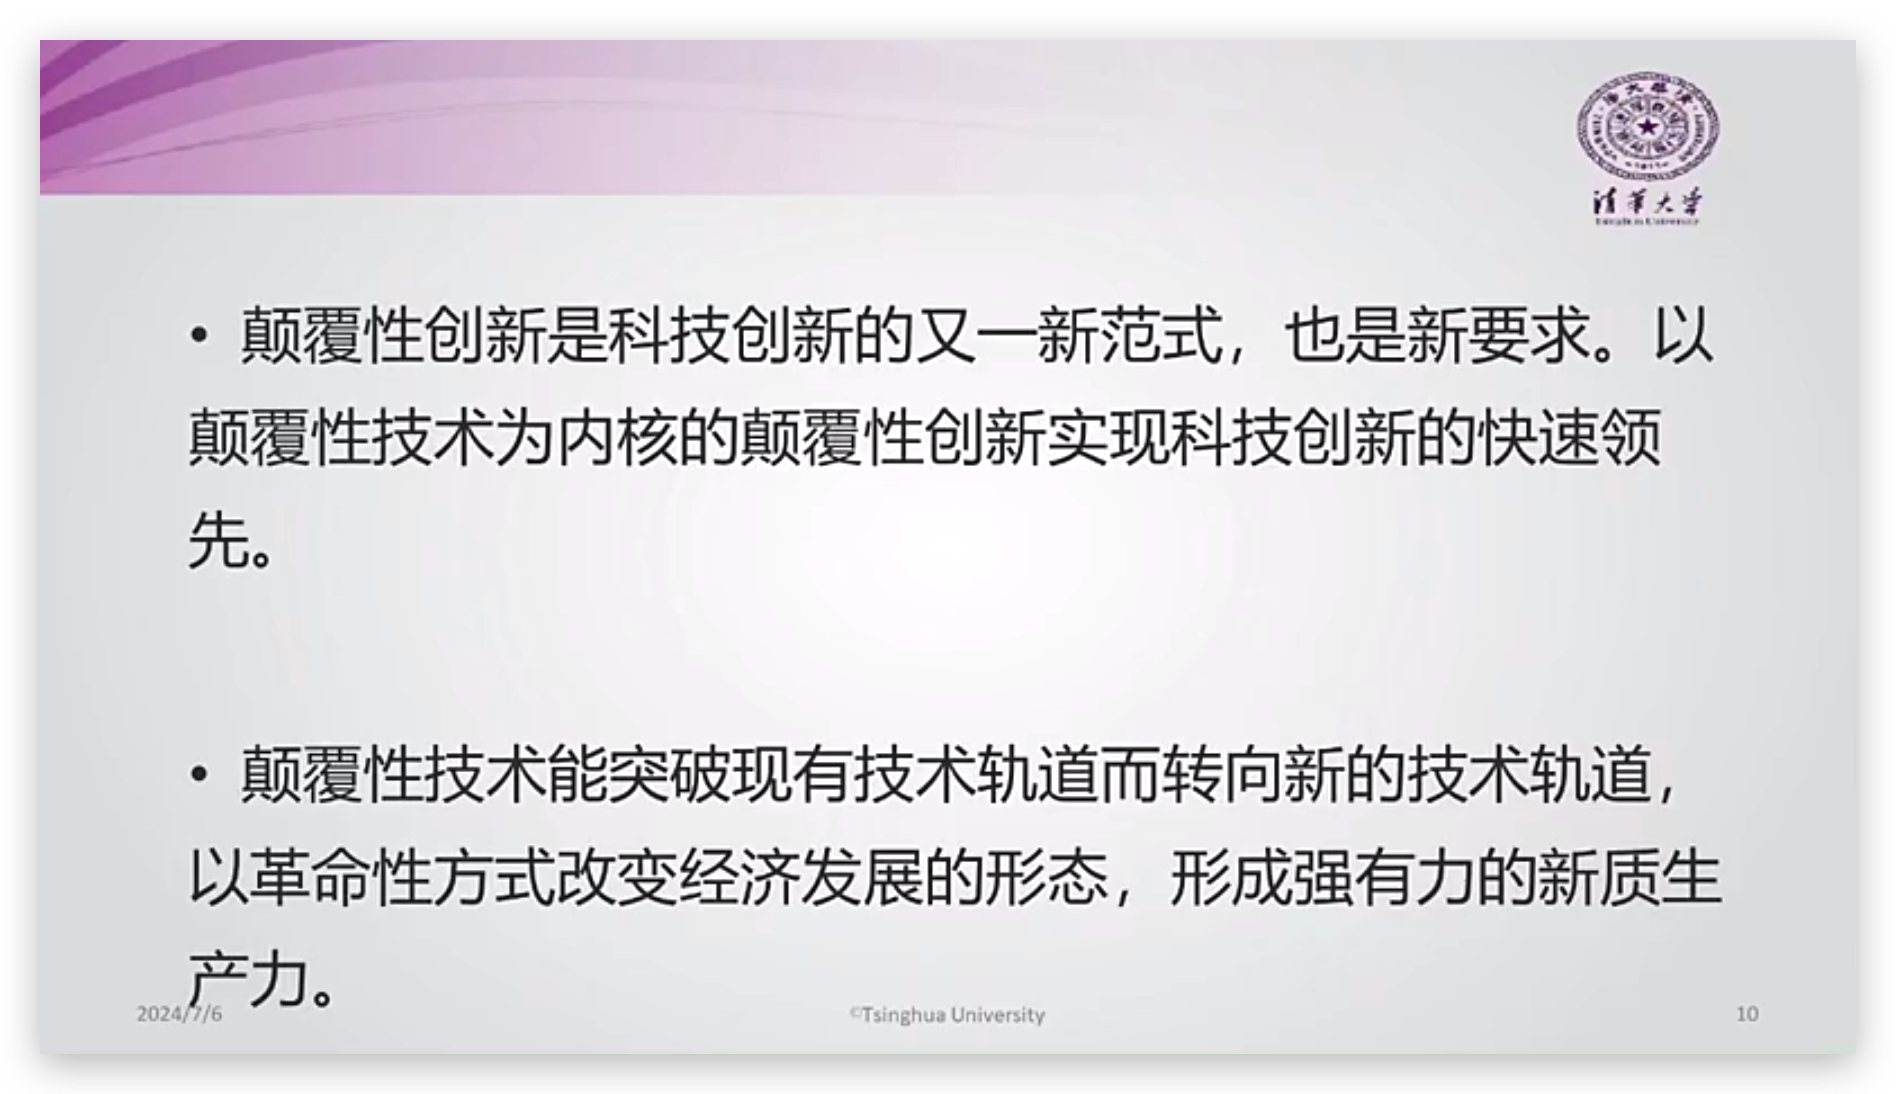 清华大学
Tsinghua University
• 颠覆性创新是科技创新的又一新范式，也是新要求。以
颠覆性技术为内核的颠覆性创新实现科技创新的快速领
先。
• 颠覆性技术能突破现有技术轨道而转向新的技术轨道，
以革命性方式改变经济发展的形态，形成强有力的新质生
产力。
2024/7/6
©Tsinghua University
10